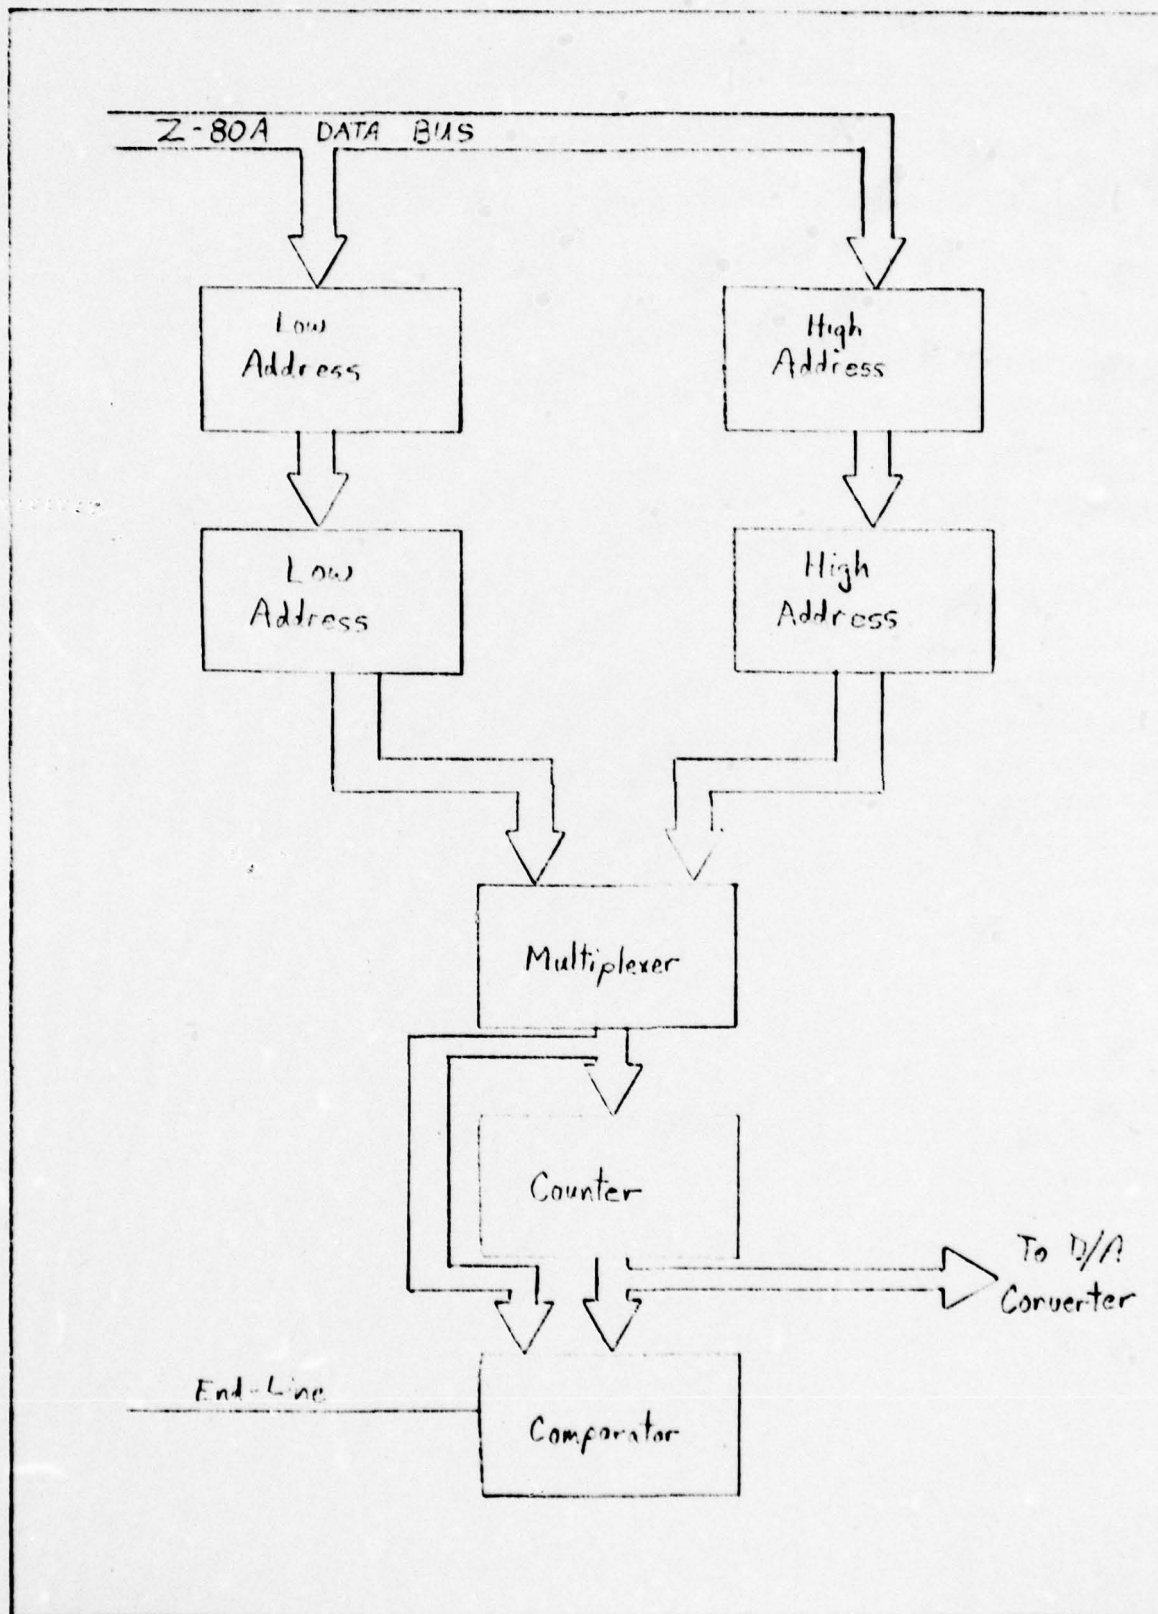 Z-80A DATA BUS
Low
Address
High
Address
Low
Address
High
Address
Multiplexer
Counter
To D/A
Converter
End-Line
Comparator